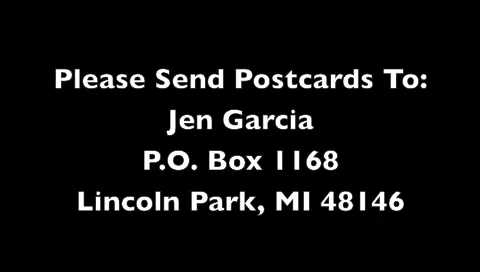 Please Send Postcards To:
Jen Garcia
P.O. Box 1168
Lincoln Park, MI 48146